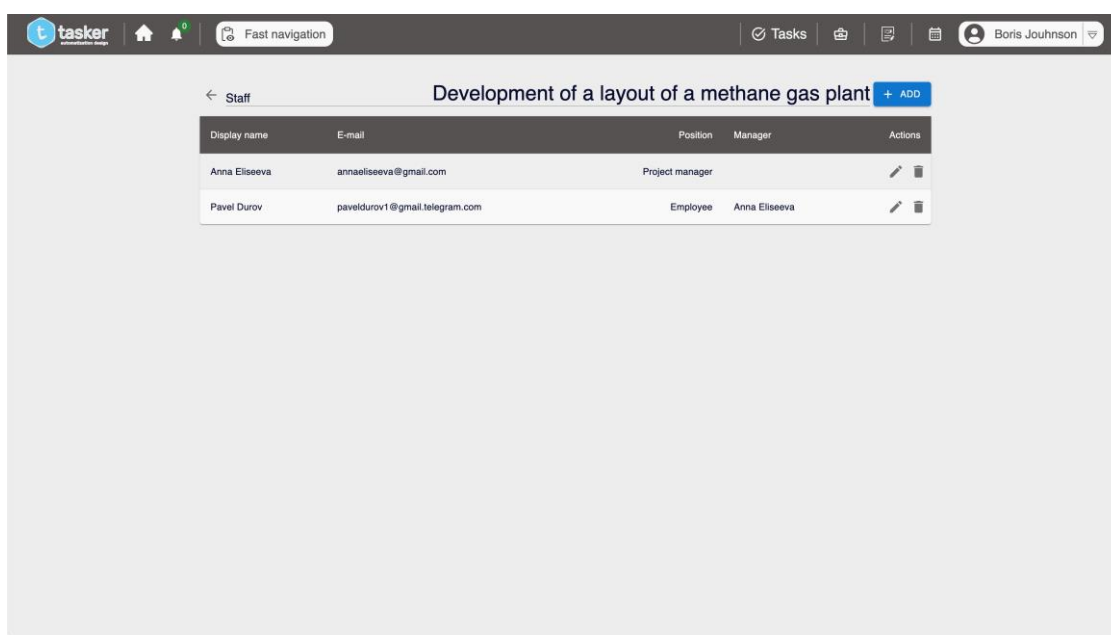 tasker
automatization design
0
Fast navigation
Tasks
Boris Jouhnson
Staff
Development of a layout of a methane gas plant
+ ADD
Display name E-mail Position Manager Actions
Anna Eliseeva annaeliseeva@gmail.com Project manager
Pavel Durov paveldurov1@gmail.telegram.com Employee Anna Eliseeva